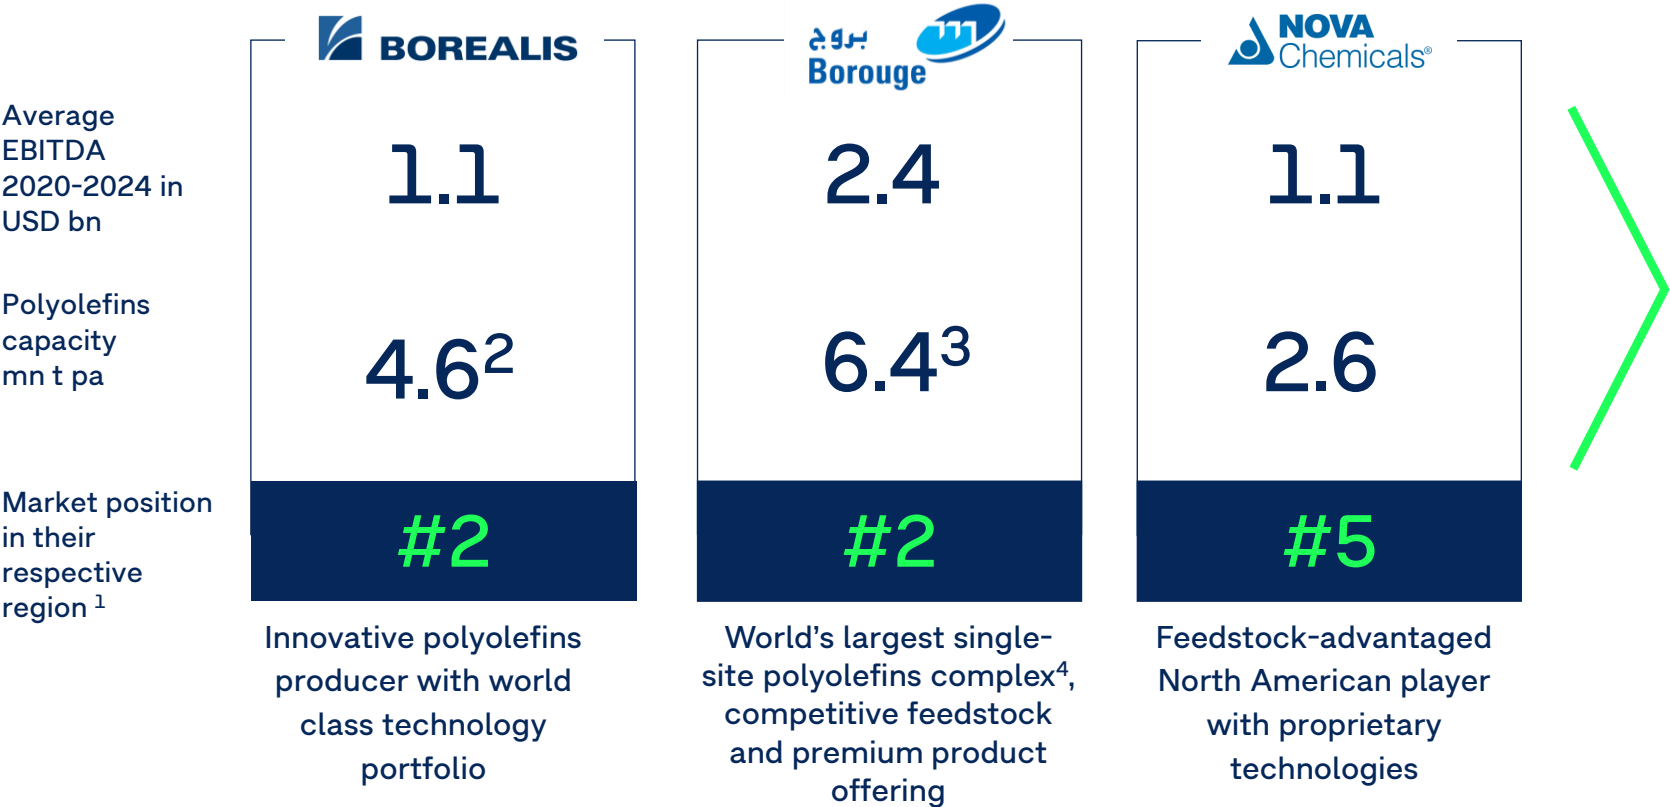 BOREALIS
بروج
Borouge
NOVA
Chemicals®
Average
EBITDA
2020-2024 in
USD bn
1.1
2.4
1.1
Polyolefins
capacity
mn t pa
4.6²
6.4³
2.6
Market position
in their
respective
region ¹
#2
#2
#5
Innovative polyolefins
producer with world
class technology
portfolio
World’s largest single-
site polyolefins complex⁴,
competitive feedstock
and premium product
offering
Feedstock-advantaged
North American player
with proprietary
technologies